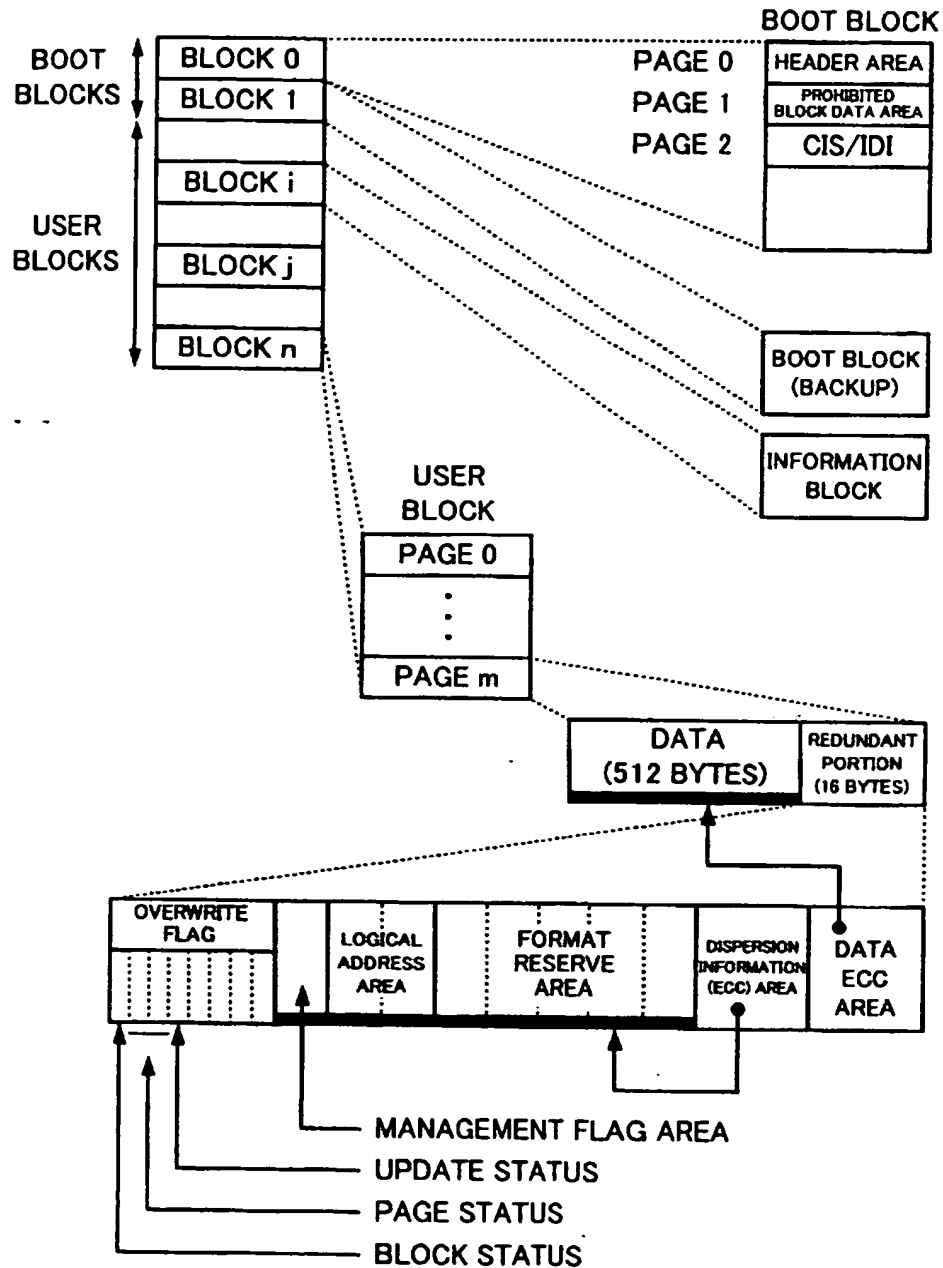 BOOT BLOCKS
BLOCK 0
BLOCK 1
USER BLOCKS
BLOCK i
BLOCK j
BLOCK n
BOOT BLOCK
PAGE 0
HEADER AREA
PAGE 1
PROHIBITED
BLOCK DATA AREA
PAGE 2
CIS/IDI
BOOT BLOCK
(BACKUP)
INFORMATION
BLOCK
USER
BLOCK
PAGE 0
PAGE m
DATA
(512 BYTES)
REDUNDANT
PORTION
(16 BYTES)
OVERWRITE
FLAG
LOGICAL
ADDRESS
AREA
FORMAT
RESERVE
AREA
DISPERSION
INFORMATION
(ECC) AREA
DATA
ECC
AREA
MANAGEMENT FLAG AREA
UPDATE STATUS
PAGE STATUS
BLOCK STATUS